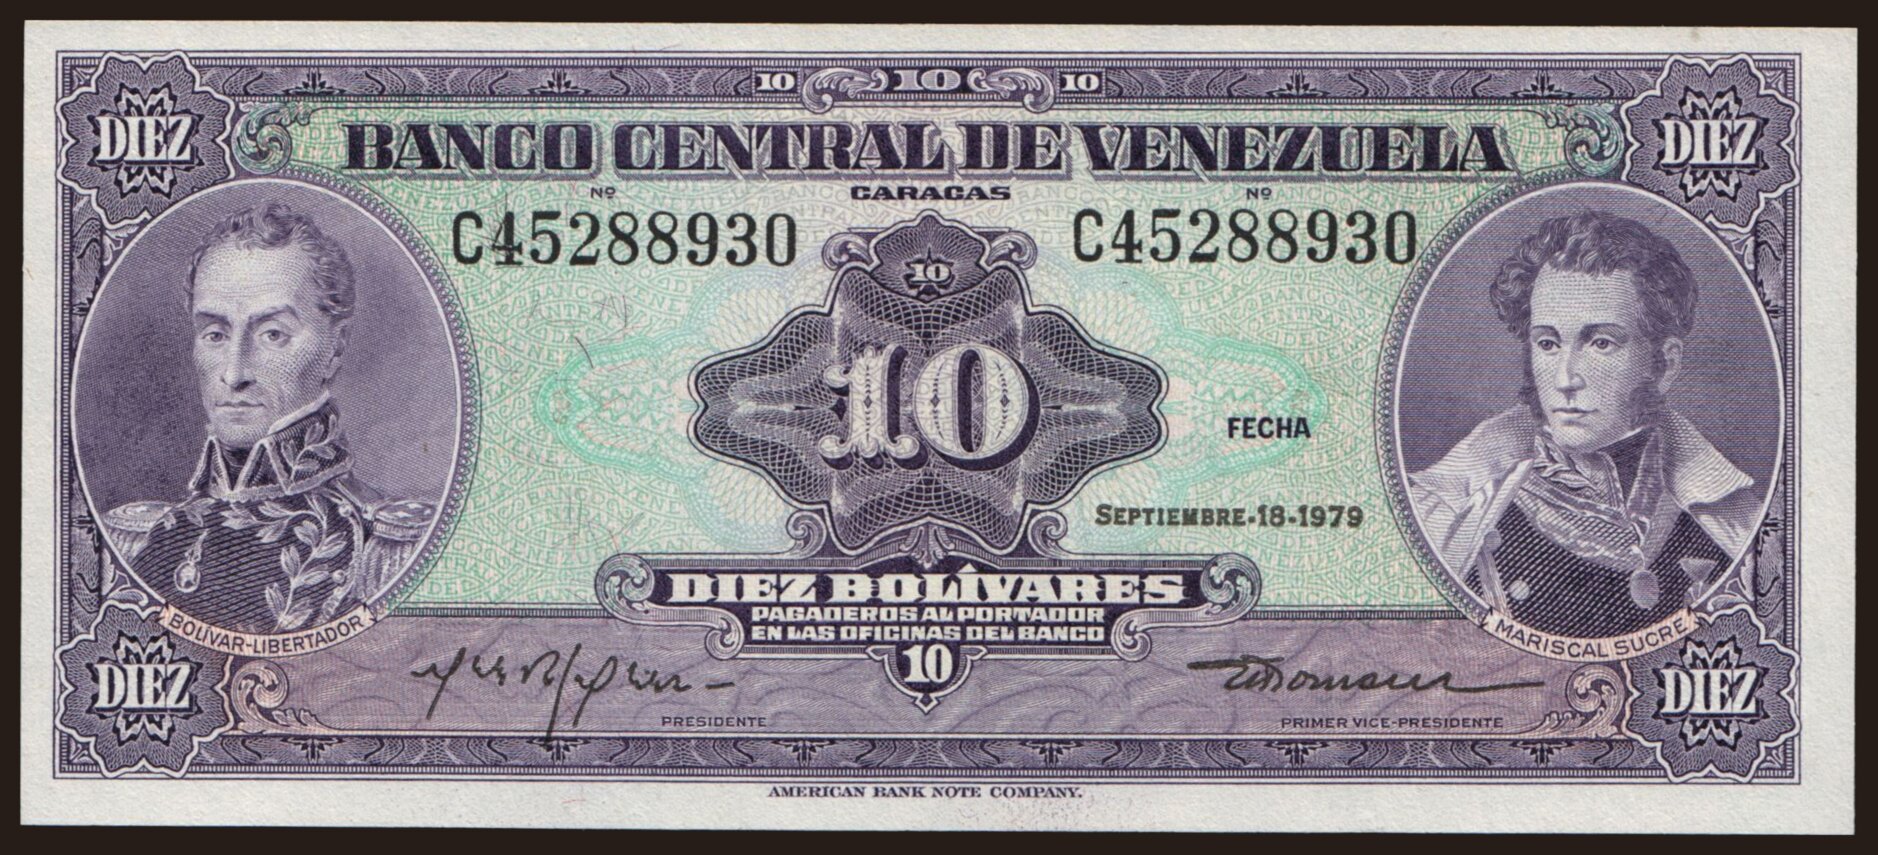 10 10 10
DIEZ DIEZ
BANCO CENTRAL DE VENEZUELA
Nº CARACAS Nº
C45288930 C45288930
10
10
FECHA
SEPTIEMBRE-18-1979
DIEZ BOLÍVARES
PAGADEROS AL PORTADOR
EN LAS OFICINAS DEL BANCO
BOLÍVAR-LIBERTADOR MARISCAL SUCRE
DIEZ 10 DIEZ
PRESIDENTE PRIMER VICE-PRESIDENTE
AMERICAN BANK NOTE COMPANY.